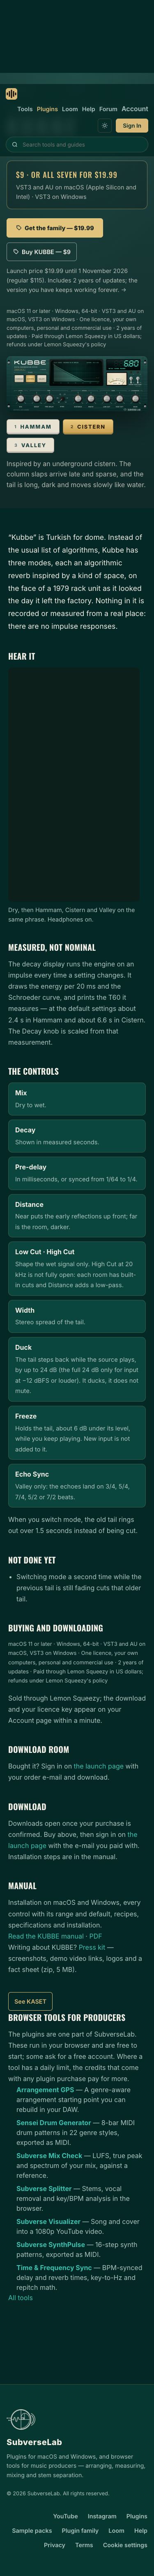 Tools Plugins Loom Help Forum Account
Sign In
Search tools and guides
$9 · OR ALL SEVEN FOR $19.99
VST3 and AU on macOS (Apple Silicon and
Intel) · VST3 on Windows
Get the family — $19.99
Buy KUBBE — $9
Launch price $19.99 until 1 November 2026
(regular $115). Includes 2 years of updates; the
version you have keeps working forever. →
macOS 11 or later · Windows, 64-bit · VST3 and AU on
macOS, VST3 on Windows · One licence, your own
computers, personal and commercial use · 2 years of
updates · Paid through Lemon Squeezy in US dollars;
refunds under Lemon Squeezy's policy
KUBBE
680
1 HAMMAM
2 CISTERN
3 VALLEY
Inspired by an underground cistern. The
column slaps arrive late and sparse, and the
tail is long, dark and moves slowly like water.
“Kubbe” is Turkish for dome. Instead of
the usual list of algorithms, Kubbe has
three modes, each an algorithmic
reverb inspired by a kind of space, on
the face of a 1979 rack unit as it looked
the day it left the factory. Nothing in it is
recorded or measured from a real place:
there are no impulse responses.
HEAR IT
Dry, then Hammam, Cistern and Valley on the
same phrase. Headphones on.
MEASURED, NOT NOMINAL
The decay display runs the engine on an
impulse every time a setting changes. It
draws the energy per 20 ms and the
Schroeder curve, and prints the T60 it
measures — at the default settings about
2.4 s in Hammam and about 6.6 s in Cistern.
The Decay knob is scaled from that
measurement.
THE CONTROLS
Mix
Dry to wet.
Decay
Shown in measured seconds.
Pre-delay
In milliseconds, or synced from 1/64 to 1/4.
Distance
Near puts the early reflections up front; far
is the room, darker.
Low Cut · High Cut
Shape the wet signal only. High Cut at 20
kHz is not fully open: each room has built-
in cuts and Distance adds a low-pass.
Width
Stereo spread of the tail.
Duck
The tail steps back while the source plays,
by up to 24 dB (the full 24 dB only for input
at −12 dBFS or louder). It ducks, it does not
mute.
Freeze
Holds the tail, about 6 dB under its level,
while you keep playing. New input is not
added to it.
Echo Sync
Valley only: the echoes land on 3/4, 5/4,
7/4, 5/2 or 7/2 beats.
When you switch mode, the old tail rings
out over 1.5 seconds instead of being cut.
NOT DONE YET
• Switching mode a second time while the
previous tail is still fading cuts that older
tail.
BUYING AND DOWNLOADING
macOS 11 or later · Windows, 64-bit · VST3 and AU on
macOS, VST3 on Windows · One licence, your own
computers, personal and commercial use · 2 years of
updates · Paid through Lemon Squeezy in US dollars;
refunds under Lemon Squeezy's policy
Sold through Lemon Squeezy; the download
and your licence key appear on your
Account page within a minute.
DOWNLOAD ROOM
Bought it? Sign in on the launch page with
your order e-mail and download.
DOWNLOAD
Downloads open once your purchase is
confirmed. Buy above, then sign in on the
launch page with the e-mail you paid with.
Installation steps are in the manual.
MANUAL
Installation on macOS and Windows, every
control with its range and default, recipes,
specifications and installation.
Read the KUBBE manual · PDF
Writing about KUBBE? Press kit —
screenshots, demo video links, logos and a
fact sheet (zip, 5 MB).
See KASET
BROWSER TOOLS FOR PRODUCERS
The plugins are one part of SubverseLab.
These run in your browser and are free to
start; some ask for a free account. Where a
tool has a daily limit, the credits that come
with any plugin purchase pay for more.
Arrangement GPS — A genre-aware
arrangement starting point you can
rebuild in your DAW.
Sensei Drum Generator — 8-bar MIDI
drum patterns in 22 genre styles,
exported as MIDI.
Subverse Mix Check — LUFS, true peak
and spectrum of your mix, against a
reference.
Subverse Splitter — Stems, vocal
removal and key/BPM analysis in the
browser.
Subverse Visualizer — Song and cover
into a 1080p YouTube video.
Subverse SynthPulse — 16-step synth
patterns, exported as MIDI.
Time & Frequency Sync — BPM-synced
delay and reverb times, key-to-Hz and
repitch math.
All tools
SubverseLab
Plugins for macOS and Windows, and browser
tools for music producers — arranging, measuring,
mixing and stem separation.
© 2026 SubverseLab. All rights reserved.
YouTube Instagram Plugins
Sample packs Plugin family Loom Help
Privacy Terms Cookie settings